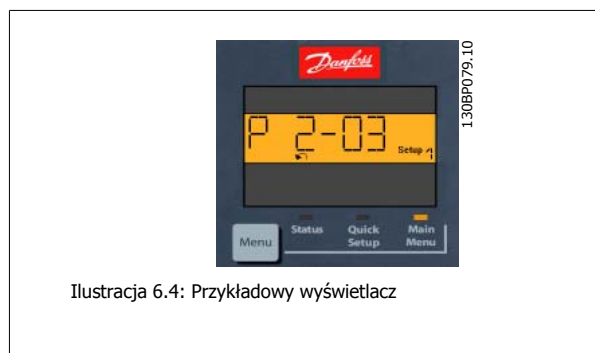 Danfoss
130BP079.10
P 2-03
Setup 1
Menu
Status
Quick Setup
Main Menu
Ilustracja 6.4: Przykładowy wyświetlacz